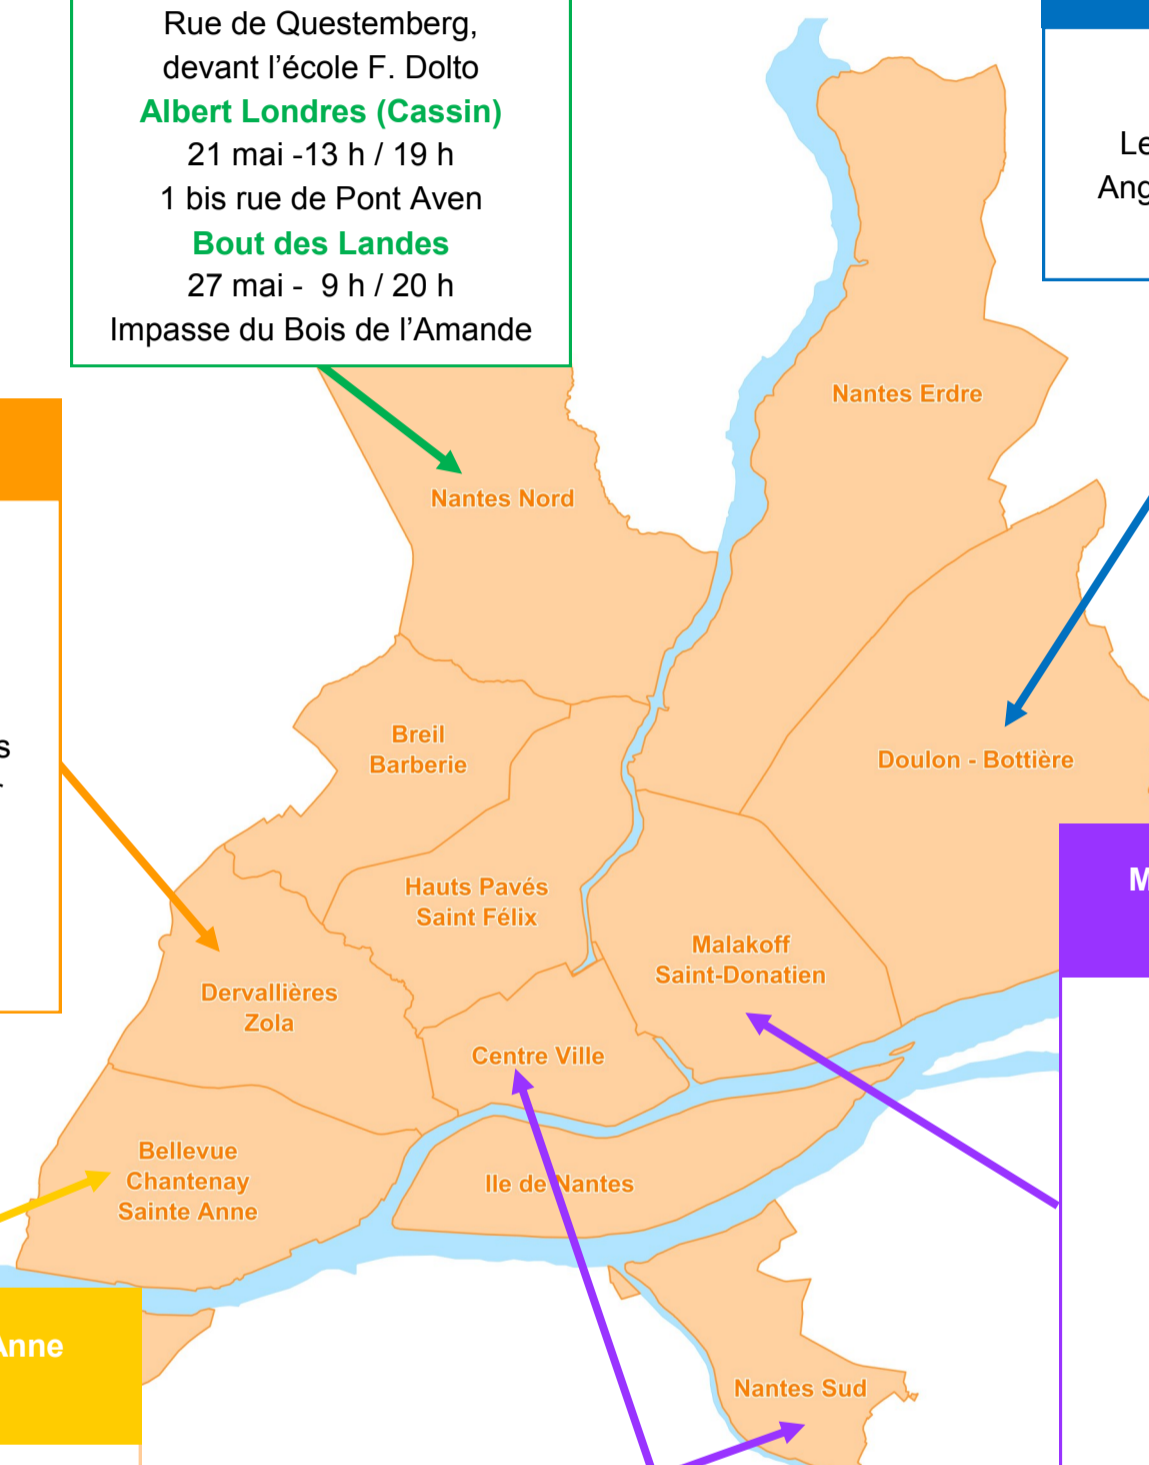 Rue de Questemberg,
devant l’école F. Dolto
Albert Londres (Cassin)
21 mai -13 h / 19 h
1 bis rue de Pont Aven
Bout des Landes
27 mai -  9 h / 20 h
Impasse du Bois de l’Amande
Le
Ang
Nantes Erdre
Nantes Nord
s
Breil
Barberie
Doulon - Bottière
M
Hauts Pavés
Saint Félix
Malakoff
Saint-Donatien
Dervallières
Zola
Centre Ville
Bellevue
Chantenay
Sainte Anne
Ile de Nantes
Anne
Nantes Sud